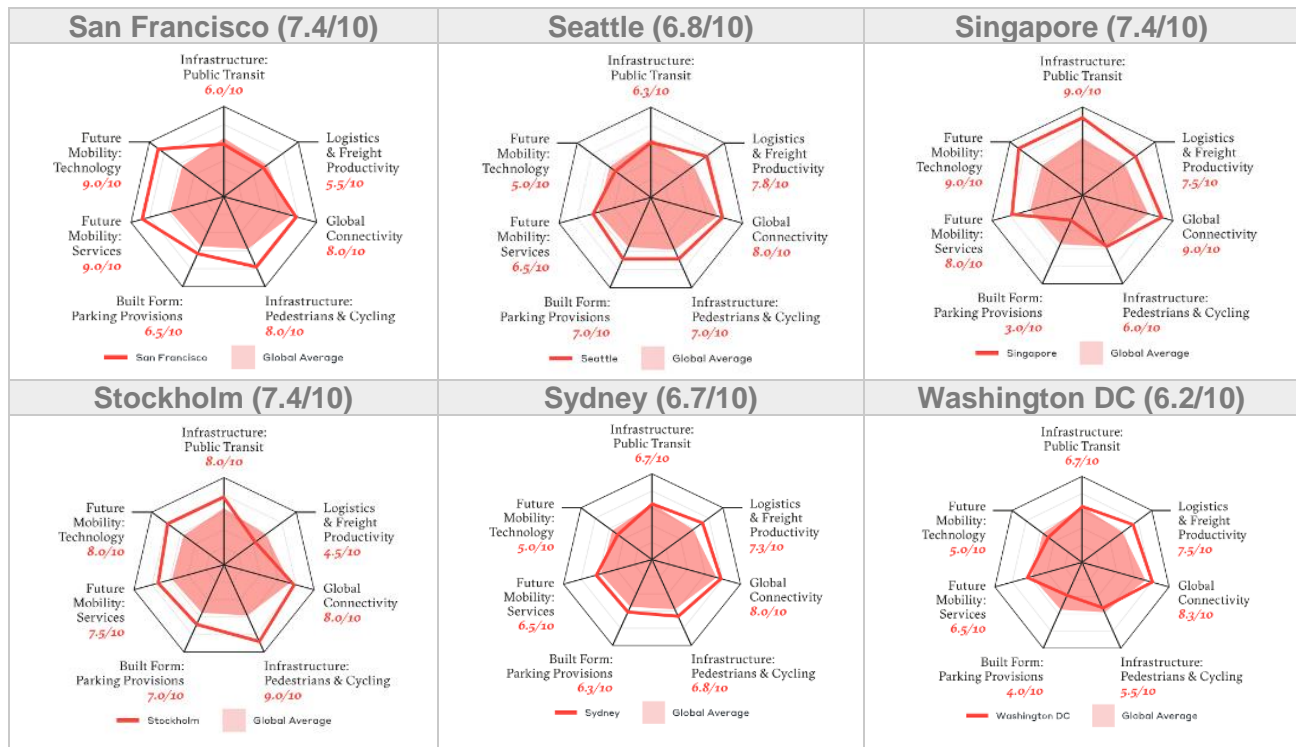 San Francisco (7.4/10)
Infrastructure:
Public Transit
6.0/10
Logistics
& Freight
Productivity
5.5/10
Global
Connectivity
8.0/10
Infrastructure:
Pedestrians & Cycling
8.0/10
Built Form:
Parking Provisions
6.5/10
Future
Mobility:
Services
9.0/10
Future
Mobility:
Technology
9.0/10
San Francisco
Global Average
Seattle (6.8/10)
Infrastructure:
Public Transit
6.3/10
Logistics
& Freight
Productivity
7.8/10
Global
Connectivity
8.0/10
Infrastructure:
Pedestrians & Cycling
7.0/10
Built Form:
Parking Provisions
7.0/10
Future
Mobility:
Services
6.5/10
Future
Mobility:
Technology
5.0/10
Seattle
Global Average
Singapore (7.4/10)
Infrastructure:
Public Transit
9.0/10
Logistics
& Freight
Productivity
7.5/10
Global
Connectivity
9.0/10
Infrastructure:
Pedestrians & Cycling
6.0/10
Built Form:
Parking Provisions
3.0/10
Future
Mobility:
Services
8.0/10
Future
Mobility:
Technology
9.0/10
Singapore
Global Average
Stockholm (7.4/10)
Infrastructure:
Public Transit
8.0/10
Logistics
& Freight
Productivity
4.5/10
Global
Connectivity
8.0/10
Infrastructure:
Pedestrians & Cycling
9.0/10
Built Form:
Parking Provisions
7.0/10
Future
Mobility:
Services
7.5/10
Future
Mobility:
Technology
8.0/10
Stockholm
Global Average
Sydney (6.7/10)
Infrastructure:
Public Transit
6.7/10
Logistics
& Freight
Productivity
7.3/10
Global
Connectivity
8.0/10
Infrastructure:
Pedestrians & Cycling
6.8/10
Built Form:
Parking Provisions
6.3/10
Future
Mobility:
Services
6.5/10
Future
Mobility:
Technology
5.0/10
Sydney
Global Average
Washington DC (6.2/10)
Infrastructure:
Public Transit
6.7/10
Logistics
& Freight
Productivity
7.5/10
Global
Connectivity
8.3/10
Infrastructure:
Pedestrians & Cycling
5.5/10
Built Form:
Parking Provisions
4.0/10
Future
Mobility:
Services
6.5/10
Future
Mobility:
Technology
5.0/10
Washington DC
Global Average